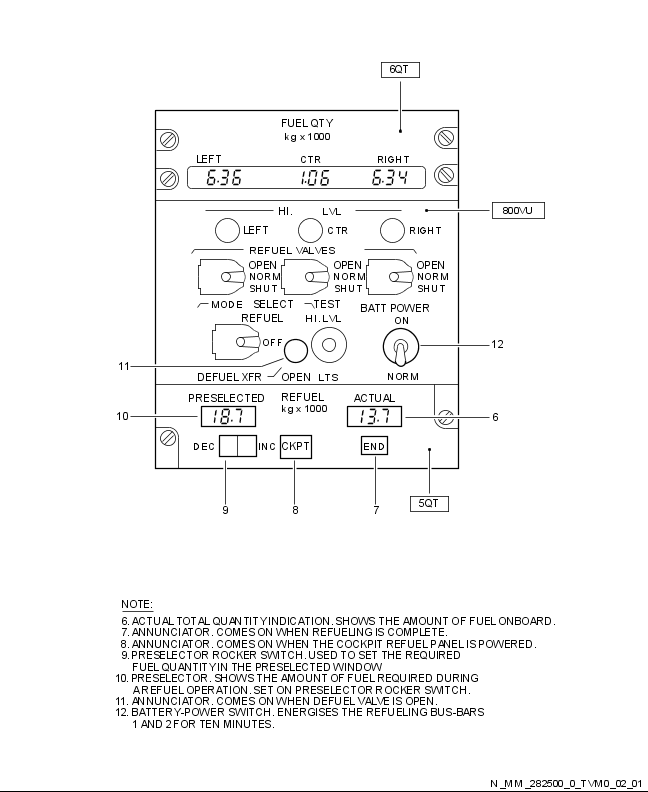 6QT
FUEL QTY
kg x 1000
LEFT CTR RIGHT
6.36 1.06 6.34
800VU
HI. LVL
LEFT CTR RIGHT
REFUEL VALVES
OPEN OPEN OPEN
NORM NORM NORM
SHUT SHUT SHUT
MODE SELECT TEST
BATT POWER
REFUEL HI.LVL
ON
OFF
12
11
DEFUEL XFR OPEN LTS
NORM
PRESELECTED REFUEL ACTUAL
kg x 1000
10 18.7 13.7 6
DEC INC CKPT END
9 8 7
5QT
NOTE:
6. ACTUAL TOTAL QUANTITY INDICATION. SHOWS THE AMOUNT OF FUEL ONBOARD.
7. ANNUNCIATOR. COMES ON WHEN REFUELING IS COMPLETE.
8. ANNUNCIATOR. COMES ON WHEN THE COCKPIT REFUEL PANEL IS POWERED.
9. PRESELECTOR ROCKER SWITCH. USED TO SET THE REQUIRED
FUEL QUANTITY IN THE PRESELECTED WINDOW
10. PRESELECTOR. SHOWS THE AMOUNT OF FUEL REQUIRED DURING
A REFUEL OPERATION. SET ON PRESELECTOR ROCKER SWITCH.
11. ANNUNCIATOR. COMES ON WHEN DEFUEL VALVE IS OPEN.
12. BATTERY-POWER SWITCH. ENERGISES THE REFUELING BUS-BARS
1 AND 2 FOR TEN MINUTES.
N_MM_282500_0_TVM0_02_01